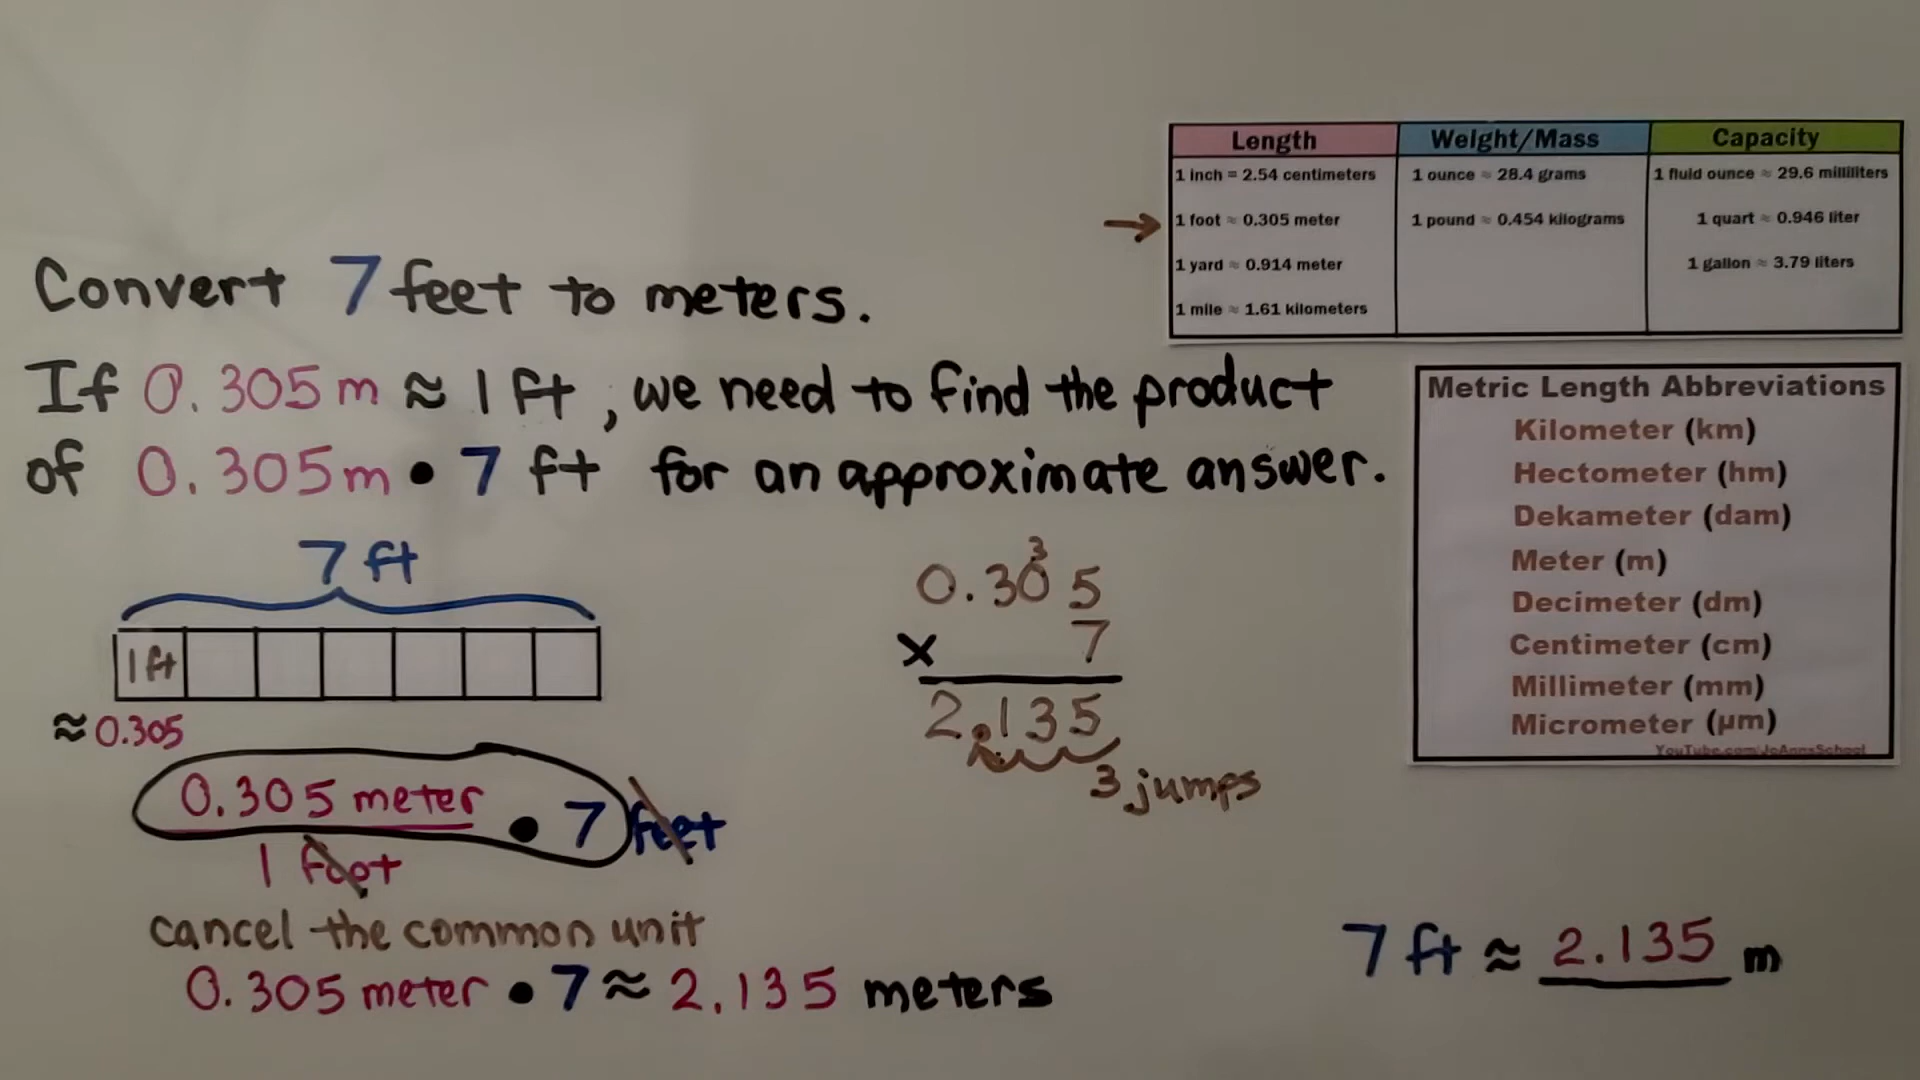 Length Weight/Mass Capacity
1 inch = 2.54 centimeters 1 ounce ≈ 28.4 grams 1 fluid ounce ≈ 29.6 milliliters
→ 1 foot ≈ 0.305 meter 1 pound ≈ 0.454 kilograms 1 quart ≈ 0.946 liter
1 yard ≈ 0.914 meter 1 gallon ≈ 3.79 liters
1 mile ≈ 1.61 kilometers
Convert 7 feet to meters.
If 0.305m ≈ 1 ft, we need to find the product
of 0.305m • 7 ft for an approximate answer.
7 ft
1 ft
≈ 0.305
0.305 meter • 7 feet
1 foot
cancel the common unit
0.305 meter • 7 ≈ 2.135 meters
3
0.305
x 7
2.135
3 jumps
Metric Length Abbreviations
Kilometer (km)
Hectometer (hm)
Dekameter (dam)
Meter (m)
Decimeter (dm)
Centimeter (cm)
Millimeter (mm)
Micrometer (µm)
YouTube.com/JoAnnsSchool
7 ft ≈ 2.135 m